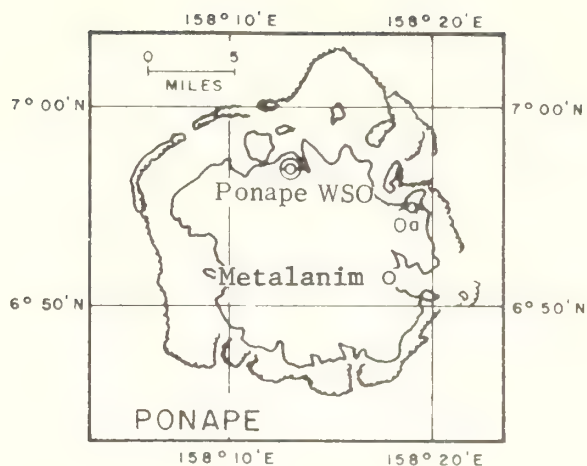 158° 10' E 158° 20' E
0 5
MILES
7° 00' N 7° 00' N
Ponape WSO
Oa
Metalanim
6° 50' N 6° 50' N
PONAPE
158° 10' E 158° 20' E